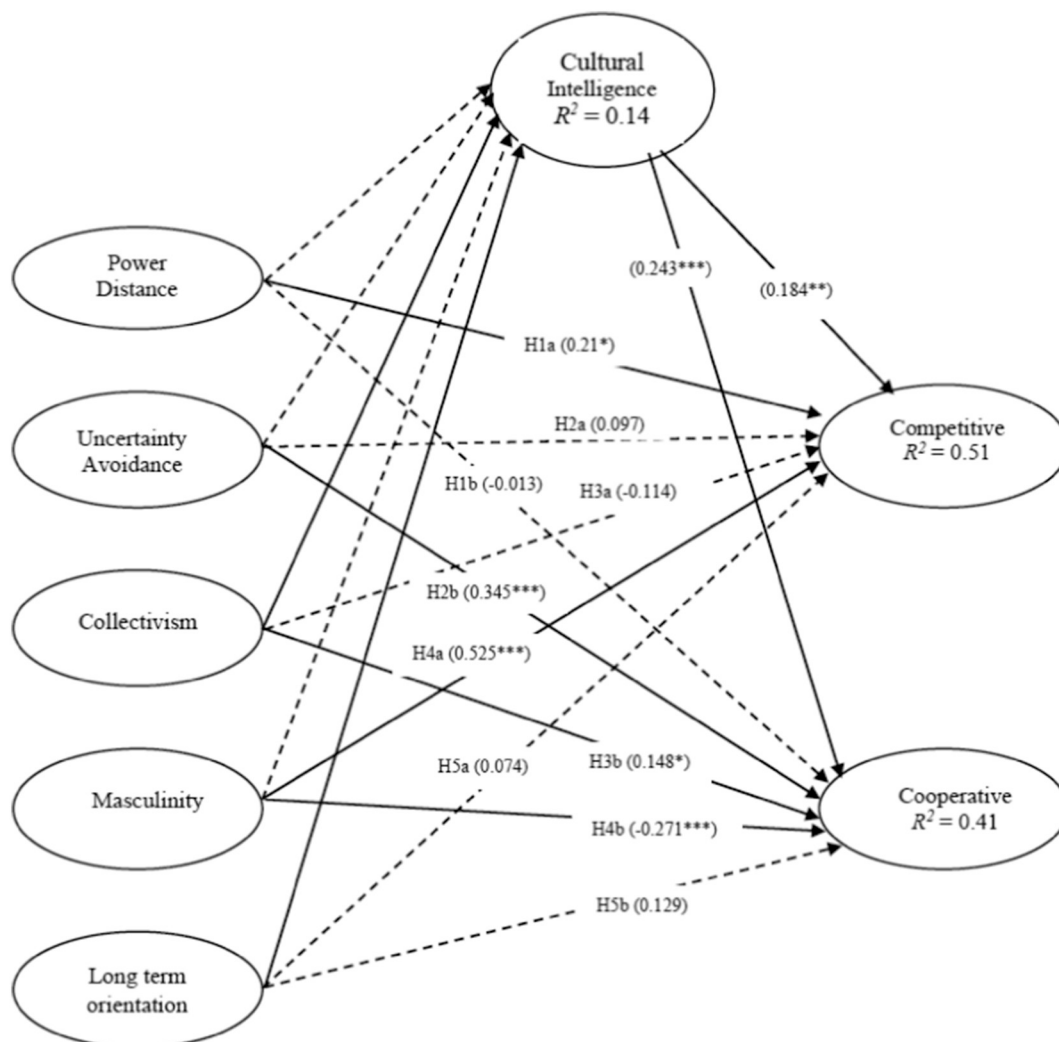 Cultural
Intelligence
R² = 0.14
Power
Distance
(0.243***)
(0.184**)
H1a (0.21*)
Uncertainty
Avoidance
H2a (0.097)
Competitive
R² = 0.51
H1b (-0.013)
H3a (-0.114)
Collectivism
H2b (0.345***)
H4a (0.525***)
H5a (0.074)
H3b (0.148*)
Masculinity
H4b (-0.271***)
Cooperative
R² = 0.41
H5b (0.129)
Long term
orientation